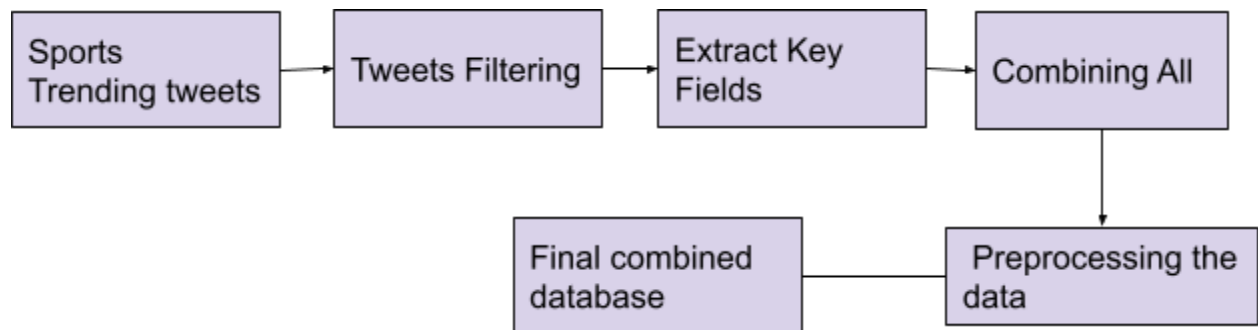 Sports
Trending tweets
Tweets Filtering
Extract Key
Fields
Combining All
Preprocessing the
data
Final combined
database